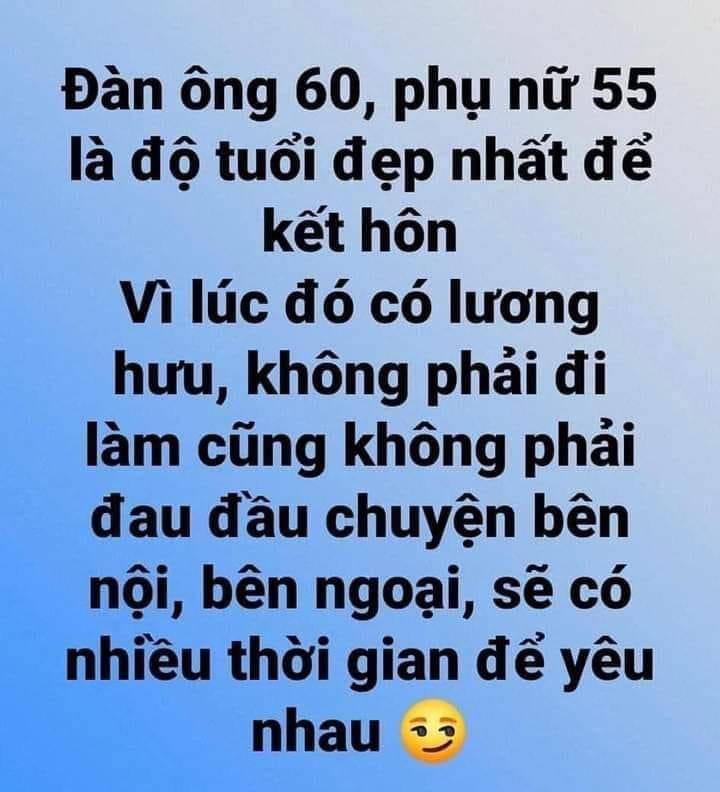 Đàn ông 60, phụ nữ 55
là độ tuổi đẹp nhất để
kết hôn
Vì lúc đó có lương
hưu, không phải đi
làm cũng không phải
đau đầu chuyện bên
nội, bên ngoại, sẽ có
nhiều thời gian để yêu
nhau 😏